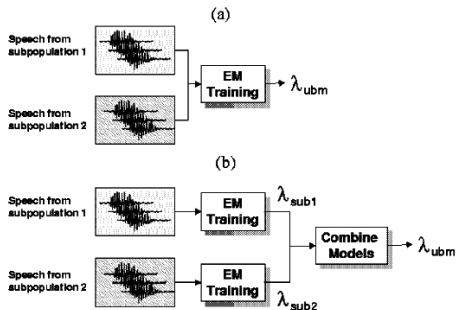 (a)
Speech from
subpopulation 1
Speech from
subpopulation 2
EM
Training
λubm
(b)
Speech from
subpopulation 1
EM
Training
λsub1
Combine
Models
λubm
Speech from
subpopulation 2
EM
Training
λsub2